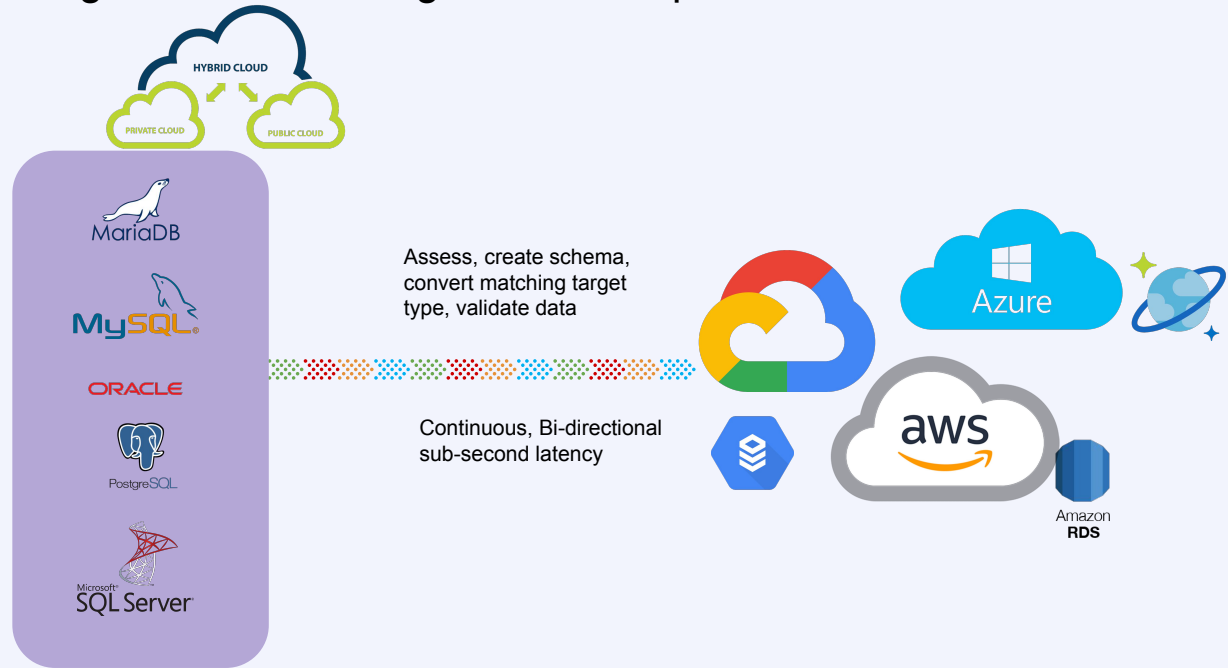 HYBRID CLOUD
PRIVATE CLOUD
PUBLIC CLOUD
MariaDB
MySQL®
ORACLE
PostgreSQL
Microsoft®
SQL Server
Assess, create schema,
convert matching target
type, validate data
Continuous, Bi-directional
sub-second latency
Azure
aws
Amazon
RDS